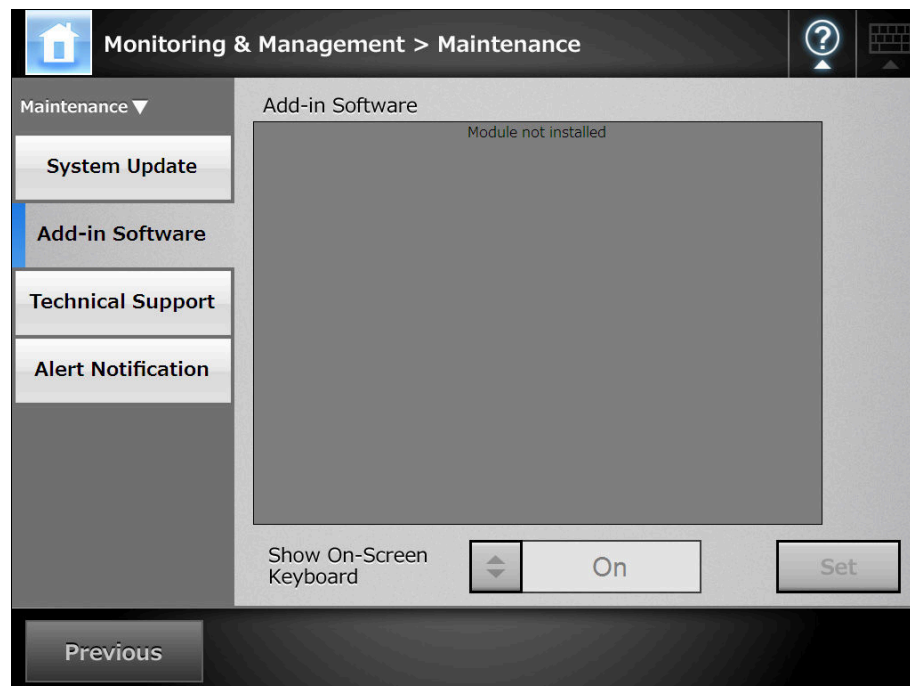 Monitoring & Management > Maintenance
?
Maintenance ▼
System Update
Add-in Software
Technical Support
Alert Notification
Add-in Software
Module not installed
Show On-Screen
Keyboard
On
Set
Previous